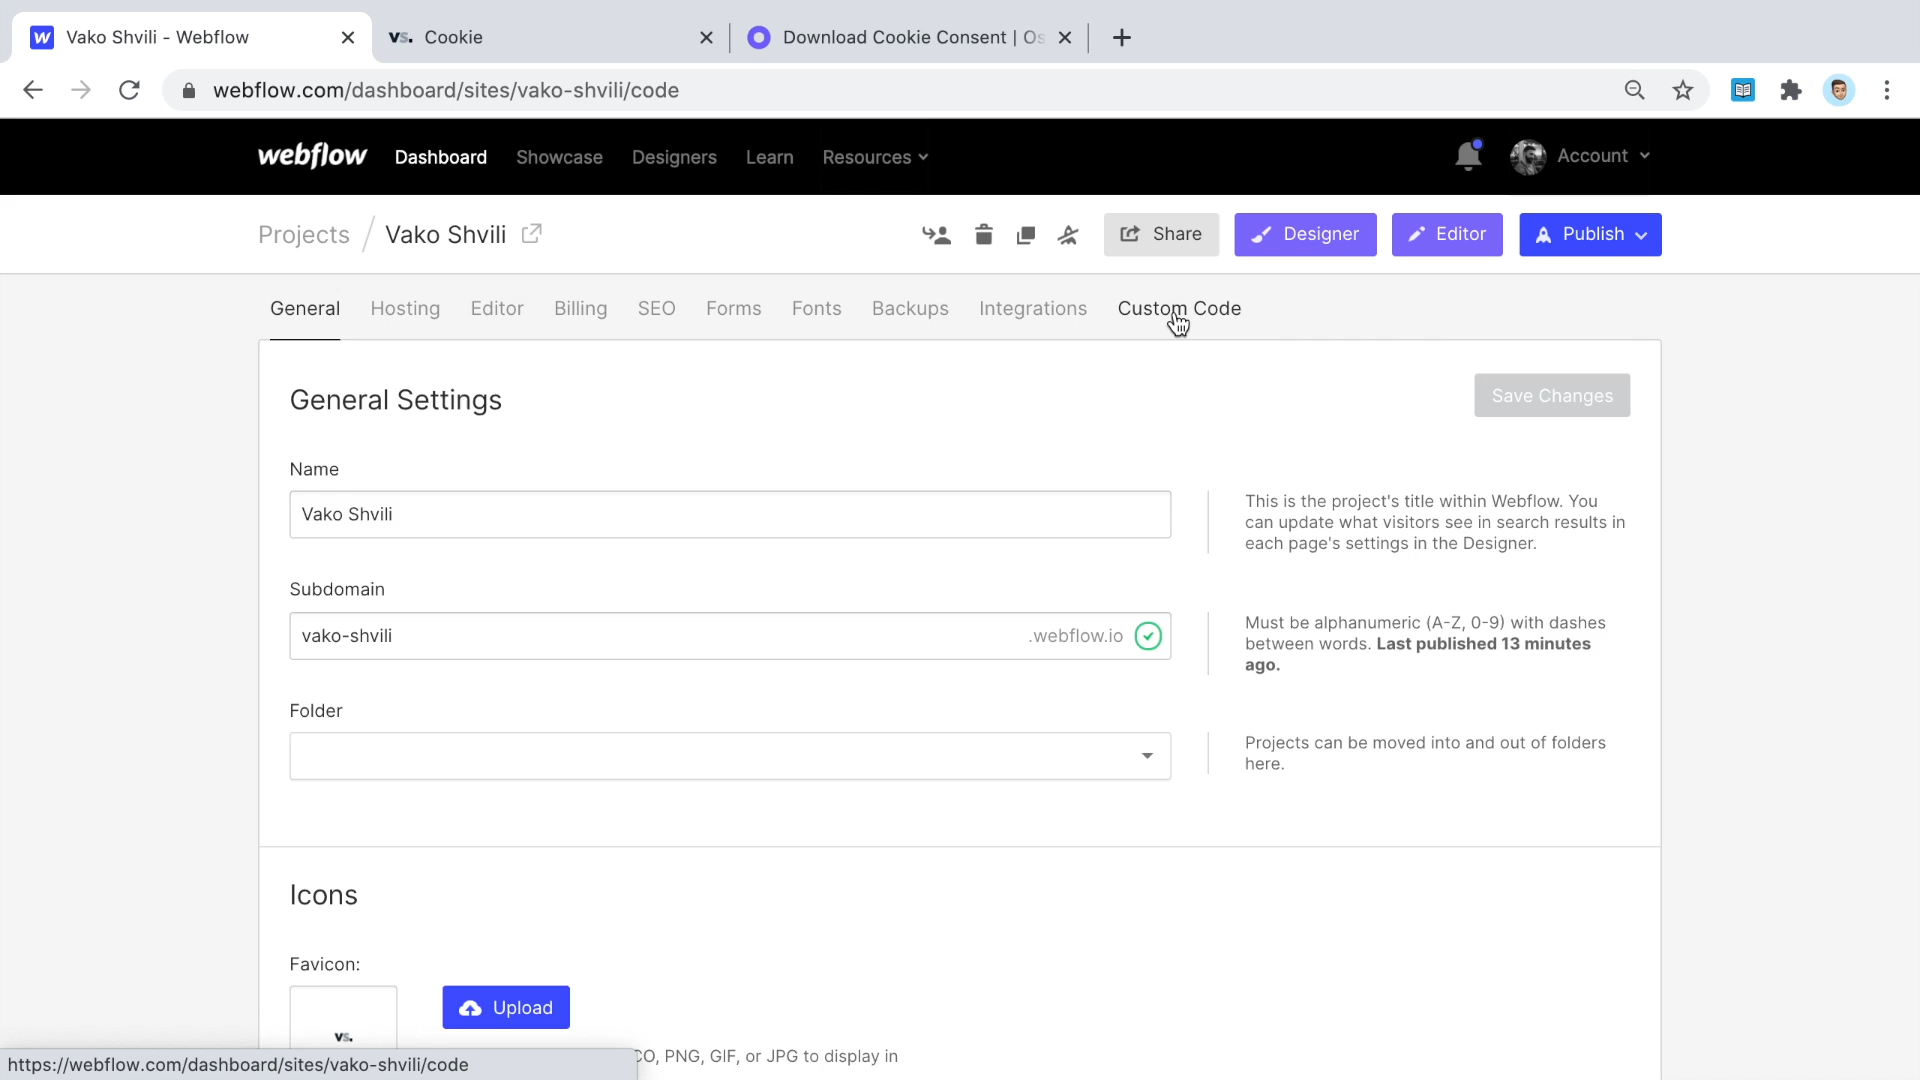 Vako Shvili - Webflow
vs. Cookie
Download Cookie Consent | Os
webflow.com/dashboard/sites/vako-shvili/code
webflow Dashboard Showcase Designers Learn Resources Account
Projects / Vako Shvili Share Designer Editor Publish
General Hosting Editor Billing SEO Forms Fonts Backups Integrations Custom Code
General Settings
Save Changes
Name
Vako Shvili
This is the project's title within Webflow. You
can update what visitors see in search results in
each page's settings in the Designer.
Subdomain
vako-shvili .webflow.io
Must be alphanumeric (A-Z, 0-9) with dashes
between words. Last published 13 minutes
ago.
Folder
Projects can be moved into and out of folders
here.
Icons
Favicon:
vs.
Upload
CO, PNG, GIF, or JPG to display in
https://webflow.com/dashboard/sites/vako-shvili/code